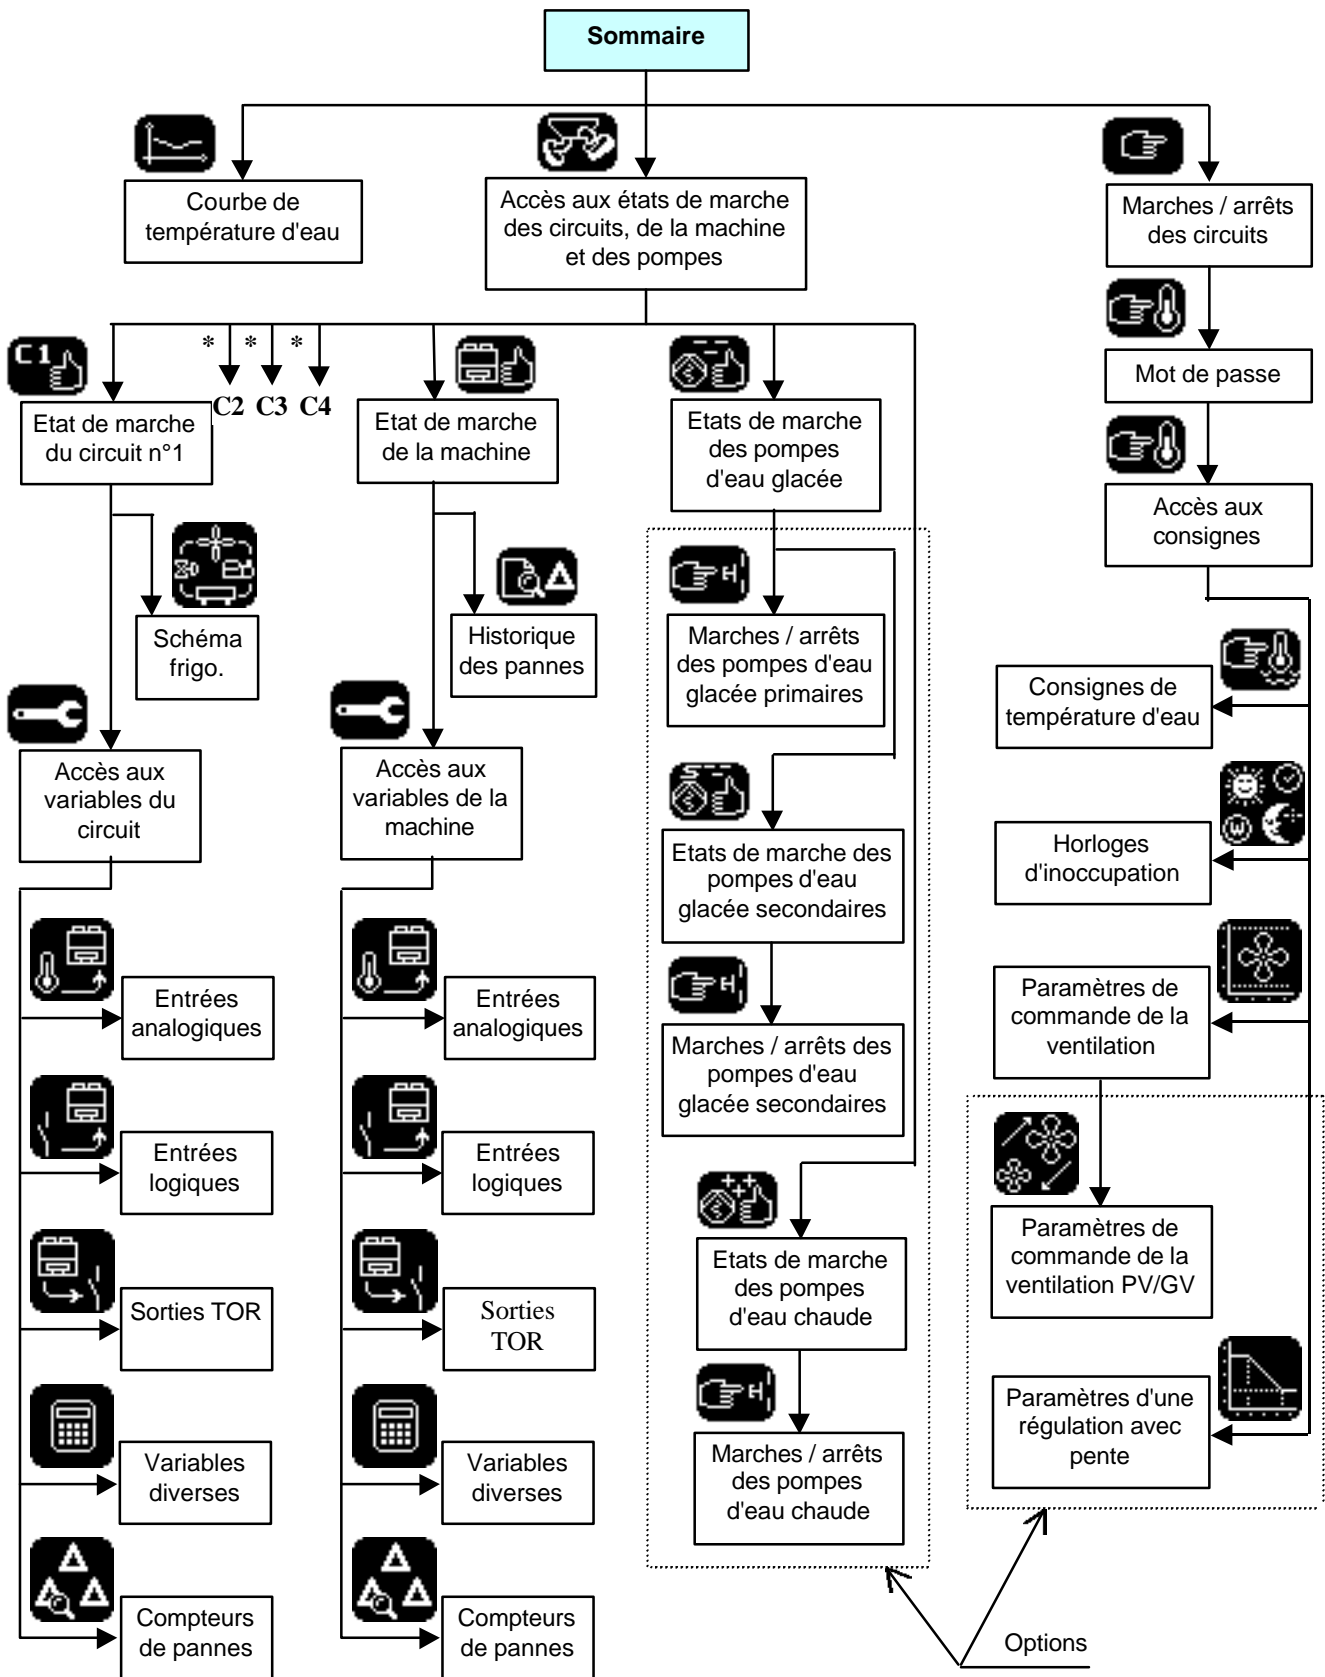 Sommaire
Courbe de
température d'eau
Accès aux états de marche
des circuits, de la machine
et des pompes
Marches / arrêts
des circuits
Mot de passe
Accès aux
consignes
C1
* * *
C2 C3 C4
Etat de marche
du circuit n°1
Etat de marche
de la machine
Etats de marche
des pompes
d'eau glacée
Schéma
frigo.
Historique
des pannes
Accès aux
variables du
circuit
Accès aux
variables de la
machine
Entrées
analogiques
Entrées
logiques
Sorties TOR
Variables
diverses
Compteurs
de pannes
Entrées
analogiques
Entrées
logiques
Sorties
TOR
Variables
diverses
Compteurs
de pannes
Marches / arrêts
des pompes d'eau
glacée primaires
Etats de marche des
pompes d'eau
glacée secondaires
Marches / arrêts des
pompes d'eau
glacée secondaires
Etats de marche
des pompes
d'eau chaude
Marches / arrêts
des pompes
d'eau chaude
Consignes de
température d'eau
Horloges
d'inoccupation
Paramètres de
commande de la
ventilation
Paramètres de
commande de la
ventilation PV/GV
Paramètres d'une
régulation avec
pente
Options